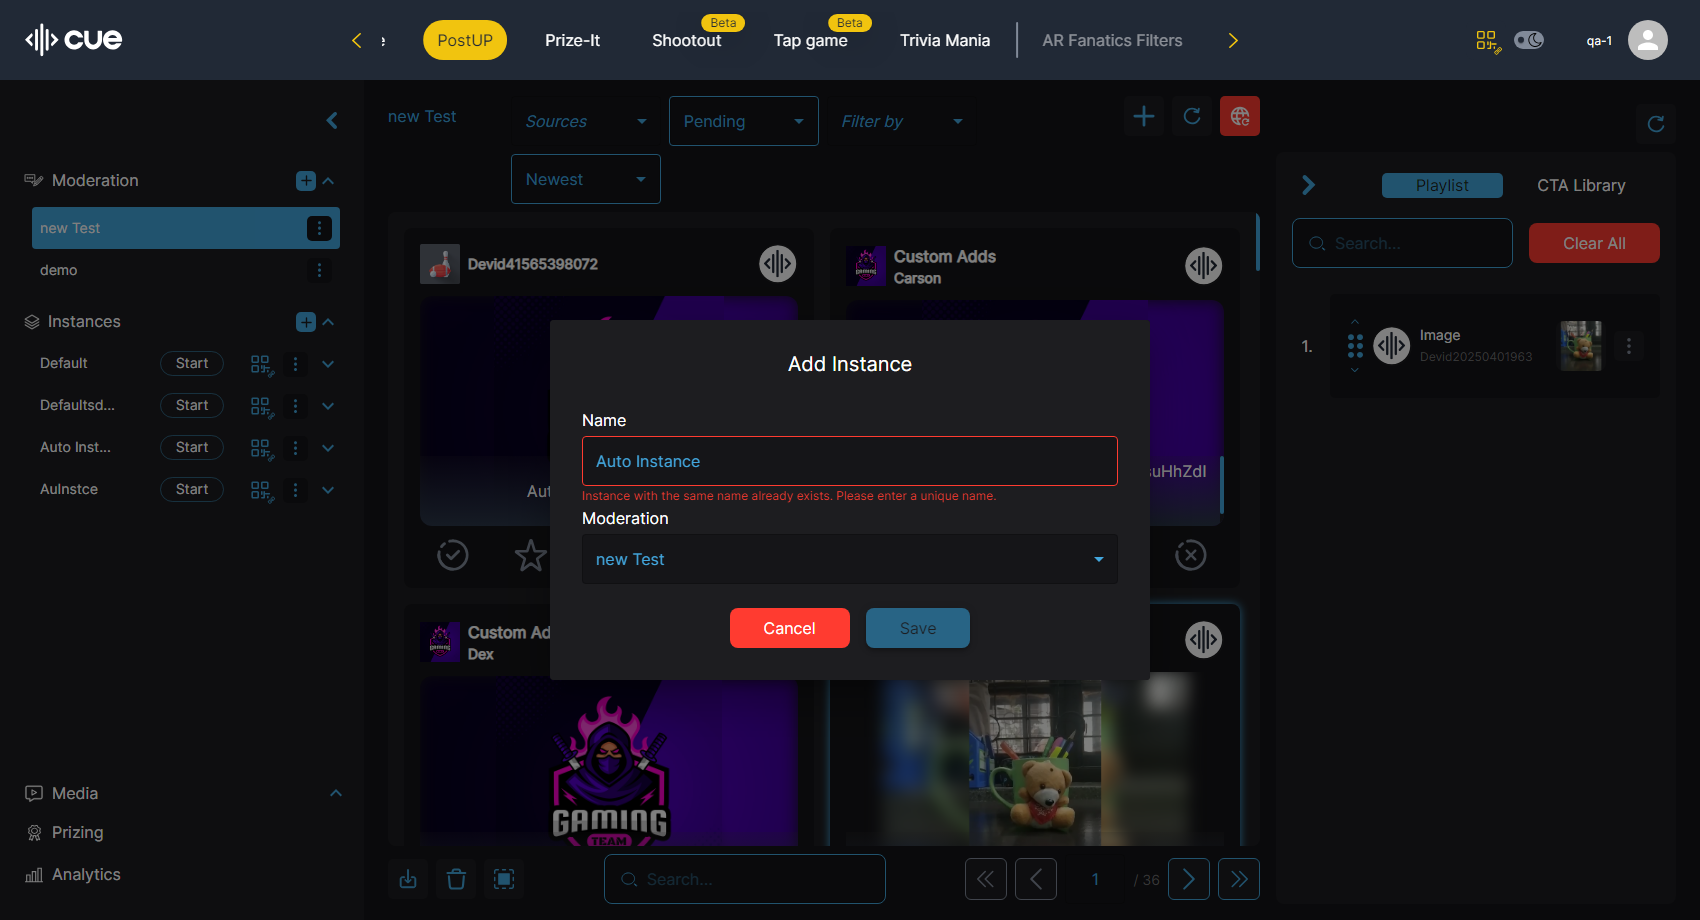 cue
e
PostUP
Prize-It
Shootout
Beta
Tap game
Beta
Trivia Mania
AR Fanatics Filters
qa-1
Moderation
new Test
demo
Instances
Default
Start
Defaultsd...
Start
Auto Inst...
Start
AuInstce
Start
Media
Prizing
Analytics
new Test
Sources
Pending
Filter by
Newest
Devid41565398072
Custom Adds
Carson
Aut
suHhZdI
Custom Ad
Dex
GAMING
TEAM
Add Instance
Name
Auto Instance
Instance with the same name already exists. Please enter a unique name.
Moderation
new Test
Cancel
Save
Search...
1
/ 36
Playlist
CTA Library
Search...
Clear All
1.
Image
Devid20250401963